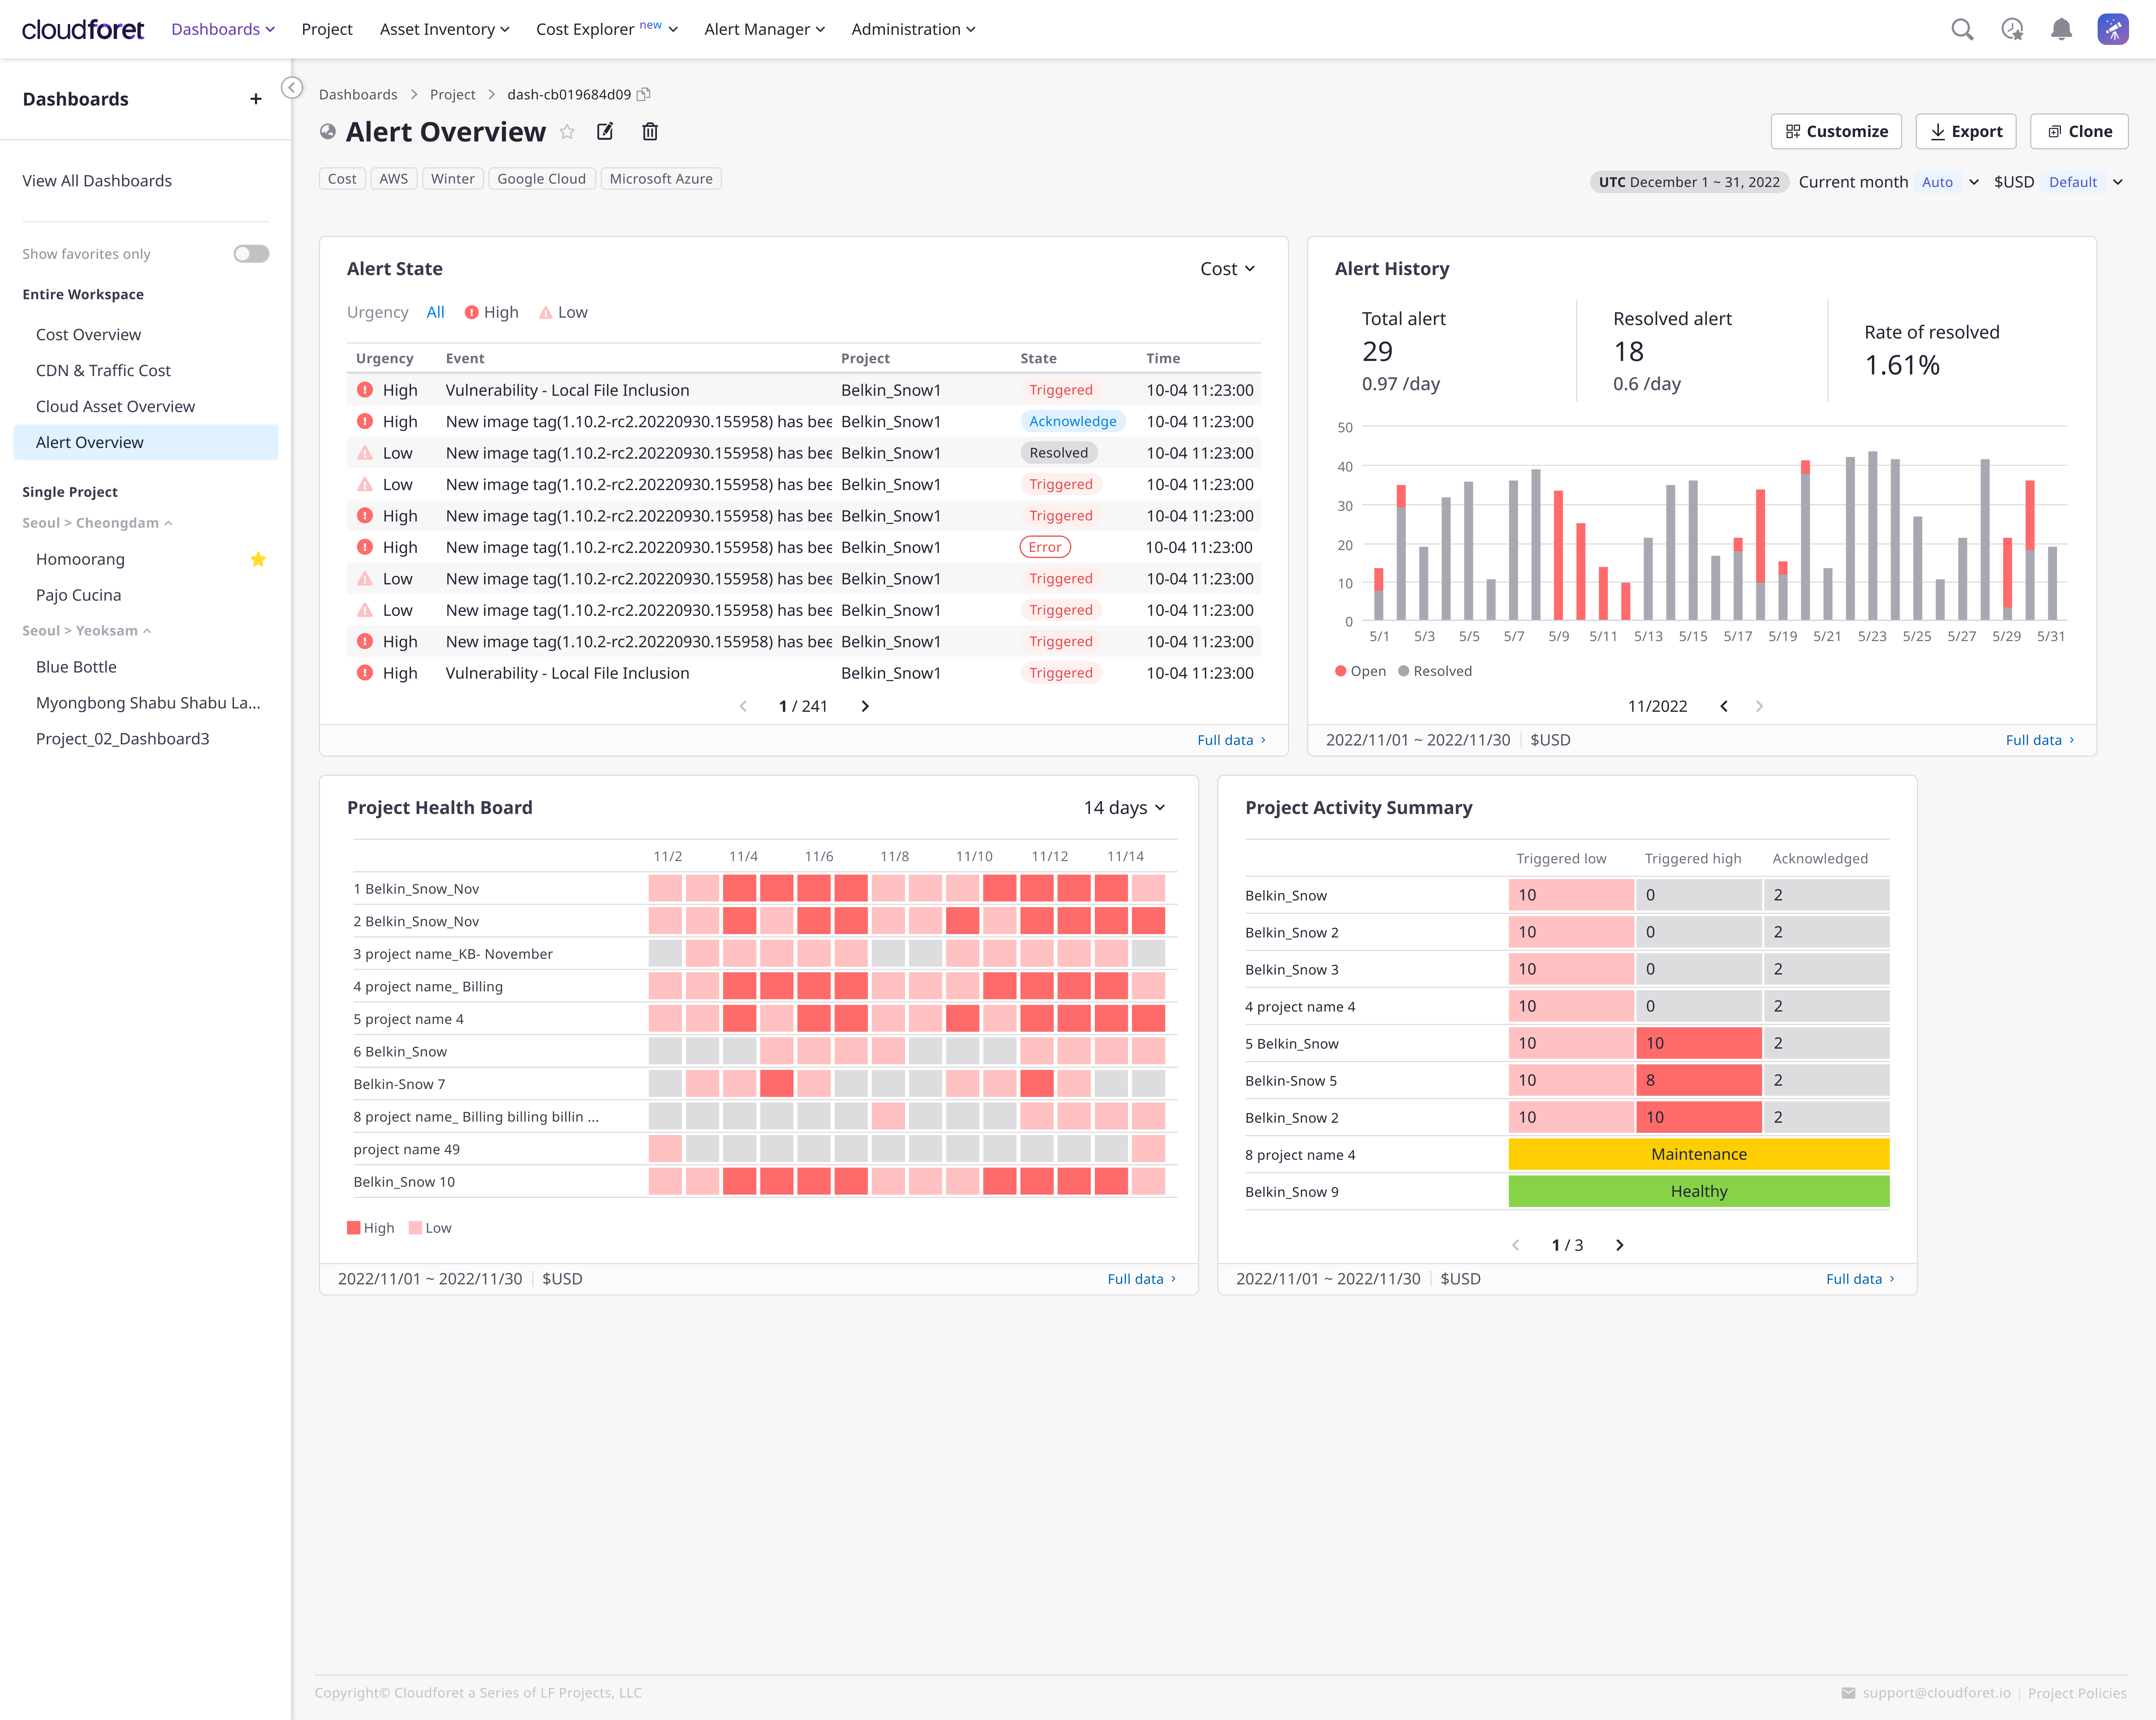 cloudforet Dashboards Project Asset Inventory Cost Explorer new Alert Manager Administration
Dashboards +
View All Dashboards
Show favorites only
Entire Workspace
Cost Overview
CDN & Traffic Cost
Cloud Asset Overview
Alert Overview
Single Project
Seoul > Cheongdam
Homoorang
Pajo Cucina
Seoul > Yeoksam
Blue Bottle
Myongbong Shabu Shabu La...
Project_02_Dashboard3
Dashboards > Project > dash-cb019684d09
Alert Overview
Customize Export Clone
Cost AWS Winter Google Cloud Microsoft Azure
UTC December 1 ~ 31, 2022 Current month Auto $USD Default
Alert State Cost
Urgency All High Low
Urgency Event Project State Time
High Vulnerability - Local File Inclusion Belkin_Snow1 Triggered 10-04 11:23:00
High New image tag(1.10.2-rc2.20220930.155958) has bee Belkin_Snow1 Acknowledge 10-04 11:23:00
Low New image tag(1.10.2-rc2.20220930.155958) has bee Belkin_Snow1 Resolved 10-04 11:23:00
Low New image tag(1.10.2-rc2.20220930.155958) has bee Belkin_Snow1 Triggered 10-04 11:23:00
High New image tag(1.10.2-rc2.20220930.155958) has bee Belkin_Snow1 Triggered 10-04 11:23:00
High New image tag(1.10.2-rc2.20220930.155958) has bee Belkin_Snow1 Error 10-04 11:23:00
Low New image tag(1.10.2-rc2.20220930.155958) has bee Belkin_Snow1 Triggered 10-04 11:23:00
Low New image tag(1.10.2-rc2.20220930.155958) has bee Belkin_Snow1 Triggered 10-04 11:23:00
High New image tag(1.10.2-rc2.20220930.155958) has bee Belkin_Snow1 Triggered 10-04 11:23:00
High Vulnerability - Local File Inclusion Belkin_Snow1 Triggered 10-04 11:23:00
1 / 241
Full data
Alert History
Total alert Resolved alert Rate of resolved
29 18 1.61%
0.97 /day 0.6 /day
50
40
30
20
10
0
5/1 5/3 5/5 5/7 5/9 5/11 5/13 5/15 5/17 5/19 5/21 5/23 5/25 5/27 5/29 5/31
Open Resolved
11/2022
2022/11/01 ~ 2022/11/30 $USD Full data
Project Health Board 14 days
11/2 11/4 11/6 11/8 11/10 11/12 11/14
1 Belkin_Snow_Nov
2 Belkin_Snow_Nov
3 project name_KB- November
4 project name_ Billing
5 project name 4
6 Belkin_Snow
Belkin-Snow 7
8 project name_ Billing billing billin ...
project name 49
Belkin_Snow 10
High Low
2022/11/01 ~ 2022/11/30 $USD Full data
Project Activity Summary
Triggered low Triggered high Acknowledged
Belkin_Snow 10 0 2
Belkin_Snow 2 10 0 2
Belkin_Snow 3 10 0 2
4 project name 4 10 0 2
5 Belkin_Snow 10 10 2
Belkin-Snow 5 10 8 2
Belkin_Snow 2 10 10 2
8 project name 4 Maintenance
Belkin_Snow 9 Healthy
1 / 3
2022/11/01 ~ 2022/11/30 $USD Full data
Copyright© Cloudforet a Series of LF Projects, LLC
support@cloudforet.io | Project Policies